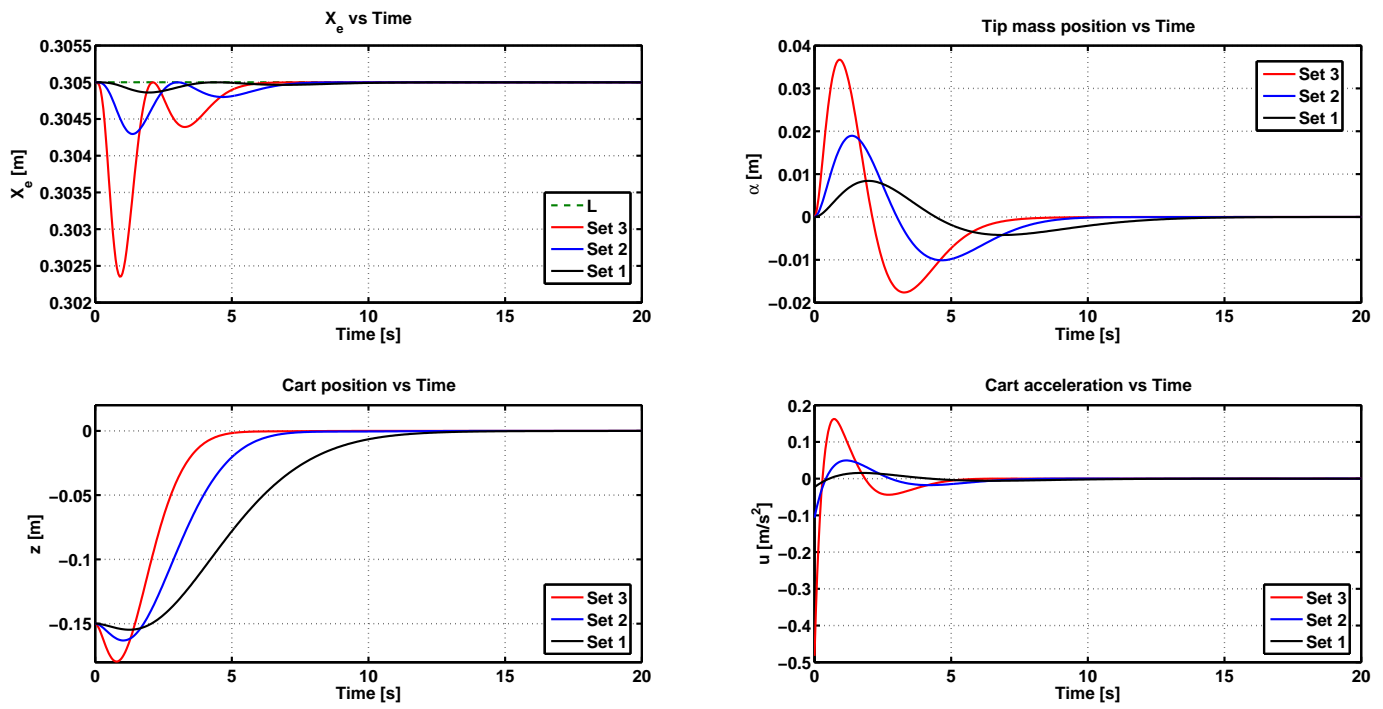 X_e vs Time
0.3055
0.305
0.3045
0.304
0.3035
0.303
0.3025
0.302
X_e [m]
L
Set 3
Set 2
Set 1
0 5 10 15 20
Time [s]
Tip mass position vs Time
0.04
0.03
0.02
0.01
0
−0.01
−0.02
α [m]
Set 3
Set 2
Set 1
0 5 10 15 20
Time [s]
Cart position vs Time
0
−0.05
−0.1
−0.15
z [m]
Set 3
Set 2
Set 1
0 5 10 15 20
Time [s]
Cart acceleration vs Time
0.2
0.1
0
−0.1
−0.2
−0.3
−0.4
−0.5
u [m/s²]
Set 3
Set 2
Set 1
0 5 10 15 20
Time [s]